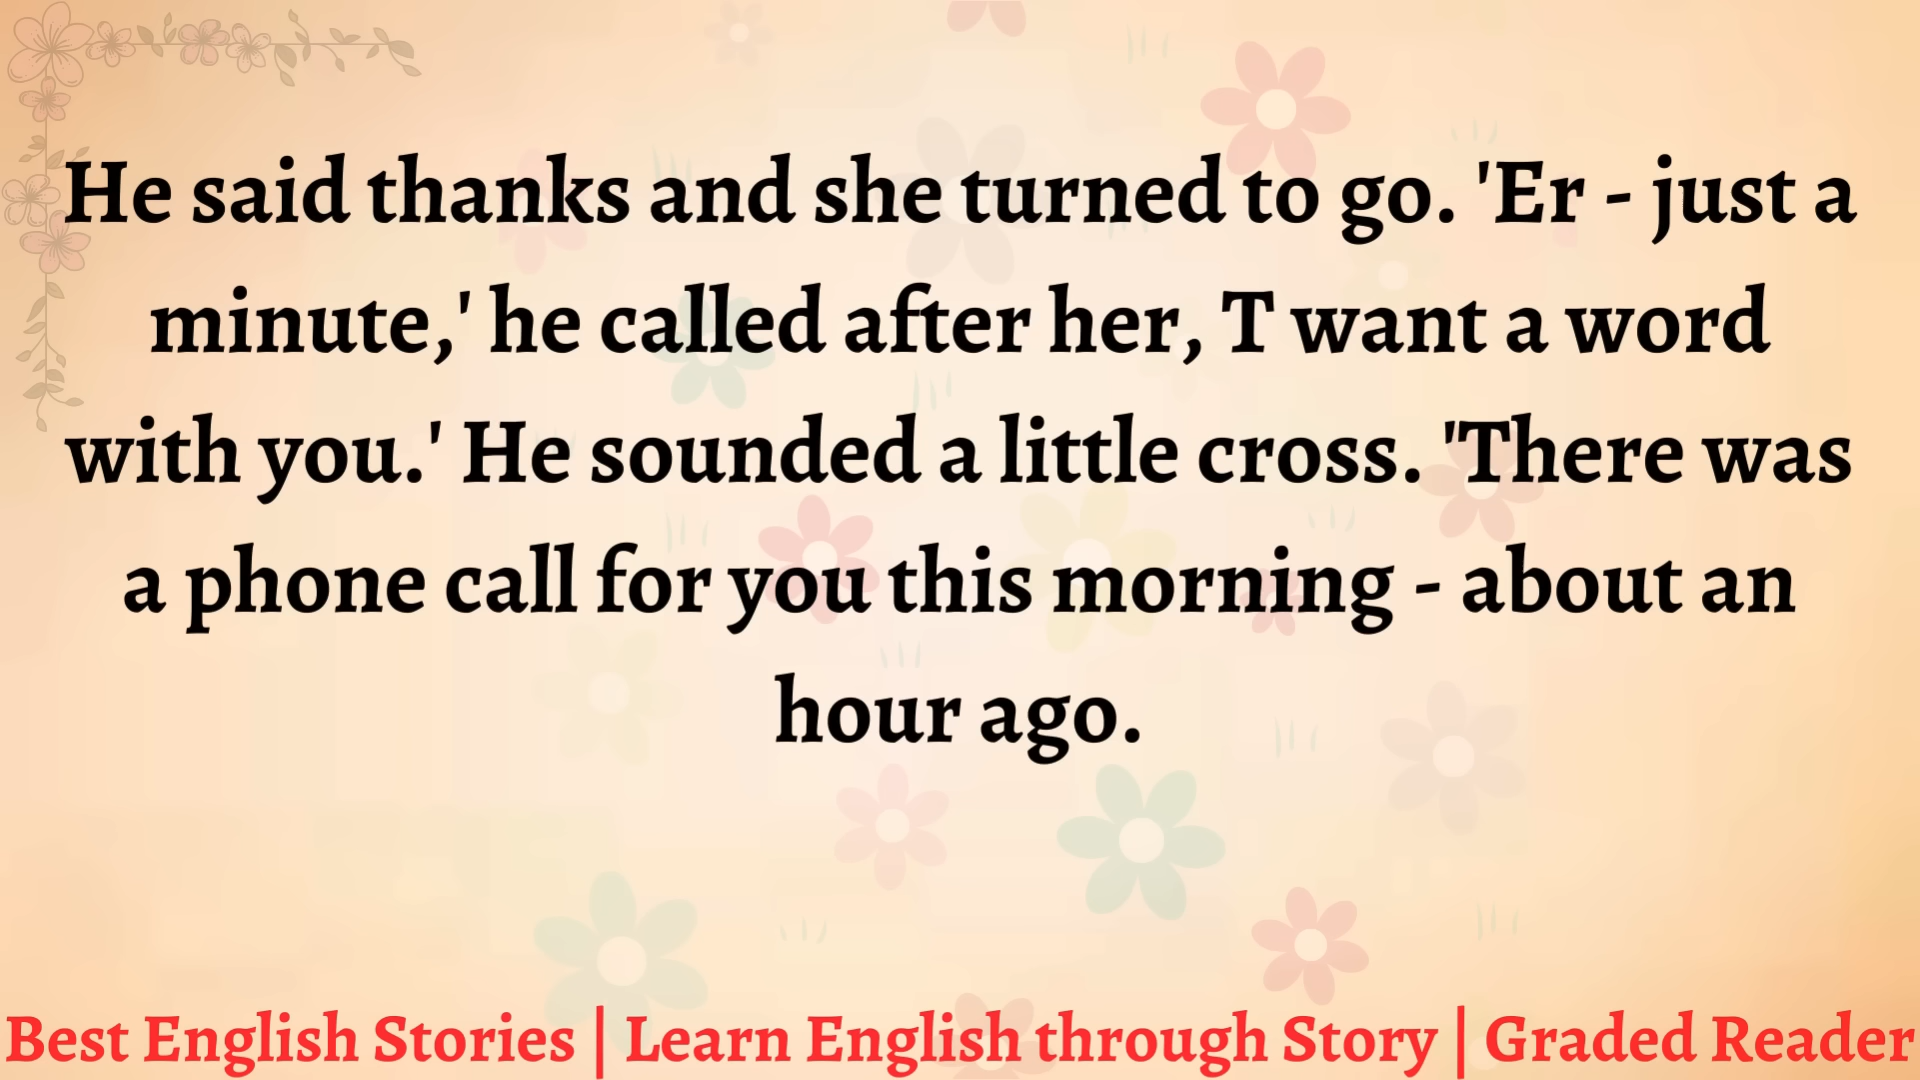 He said thanks and she turned to go. 'Er - just a
minute,' he called after her, T want a word
with you.' He sounded a little cross. 'There was
a phone call for you this morning - about an
hour ago.
Best English Stories | Learn English through Story | Graded Reader